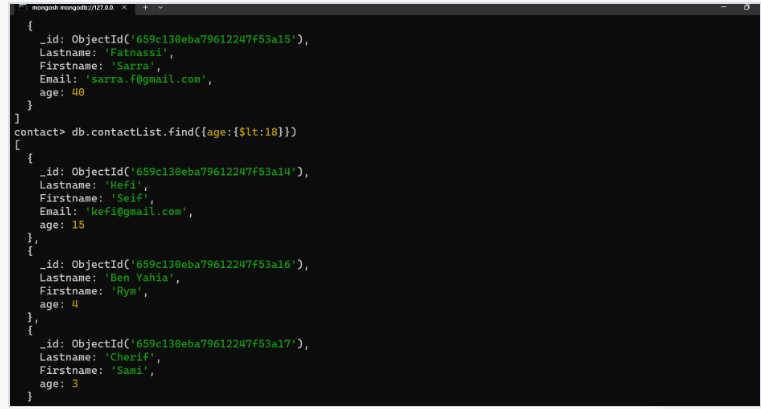 mongosh mongodb://127.0.0.
{
_id: ObjectId('659c130eba79612247f53a15'),
Lastname: 'Fatnassi',
Firstname: 'Sarra',
Email: 'sarra.f@gmail.com',
age: 40
}
]
contact> db.contactList.find({age:{$lt:18}})
[
{
_id: ObjectId('659c130eba79612247f53a14'),
Lastname: 'Kefi',
Firstname: 'Seif',
Email: 'kefi@gmail.com',
age: 15
},
{
_id: ObjectId('659c130eba79612247f53a16'),
Lastname: 'Ben Yahia',
Firstname: 'Rym',
age: 4
},
{
_id: ObjectId('659c130eba79612247f53a17'),
Lastname: 'Cherif',
Firstname: 'Sami',
age: 3
}